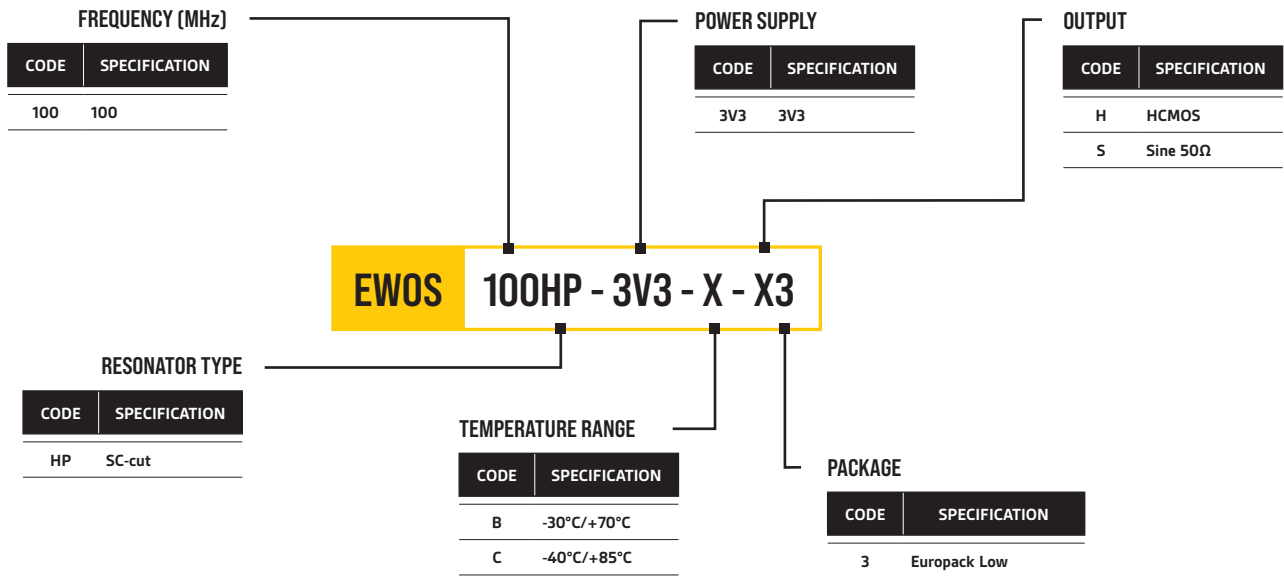 FREQUENCY (MHz)
CODE SPECIFICATION
100 100
POWER SUPPLY
CODE SPECIFICATION
3V3 3V3
OUTPUT
CODE SPECIFICATION
H HCMOS
S Sine 50Ω
EWOS 100HP - 3V3 - X - X3
RESONATOR TYPE
CODE SPECIFICATION
HP SC-cut
TEMPERATURE RANGE
CODE SPECIFICATION
B -30°C/+70°C
C -40°C/+85°C
PACKAGE
CODE SPECIFICATION
3 Europack Low